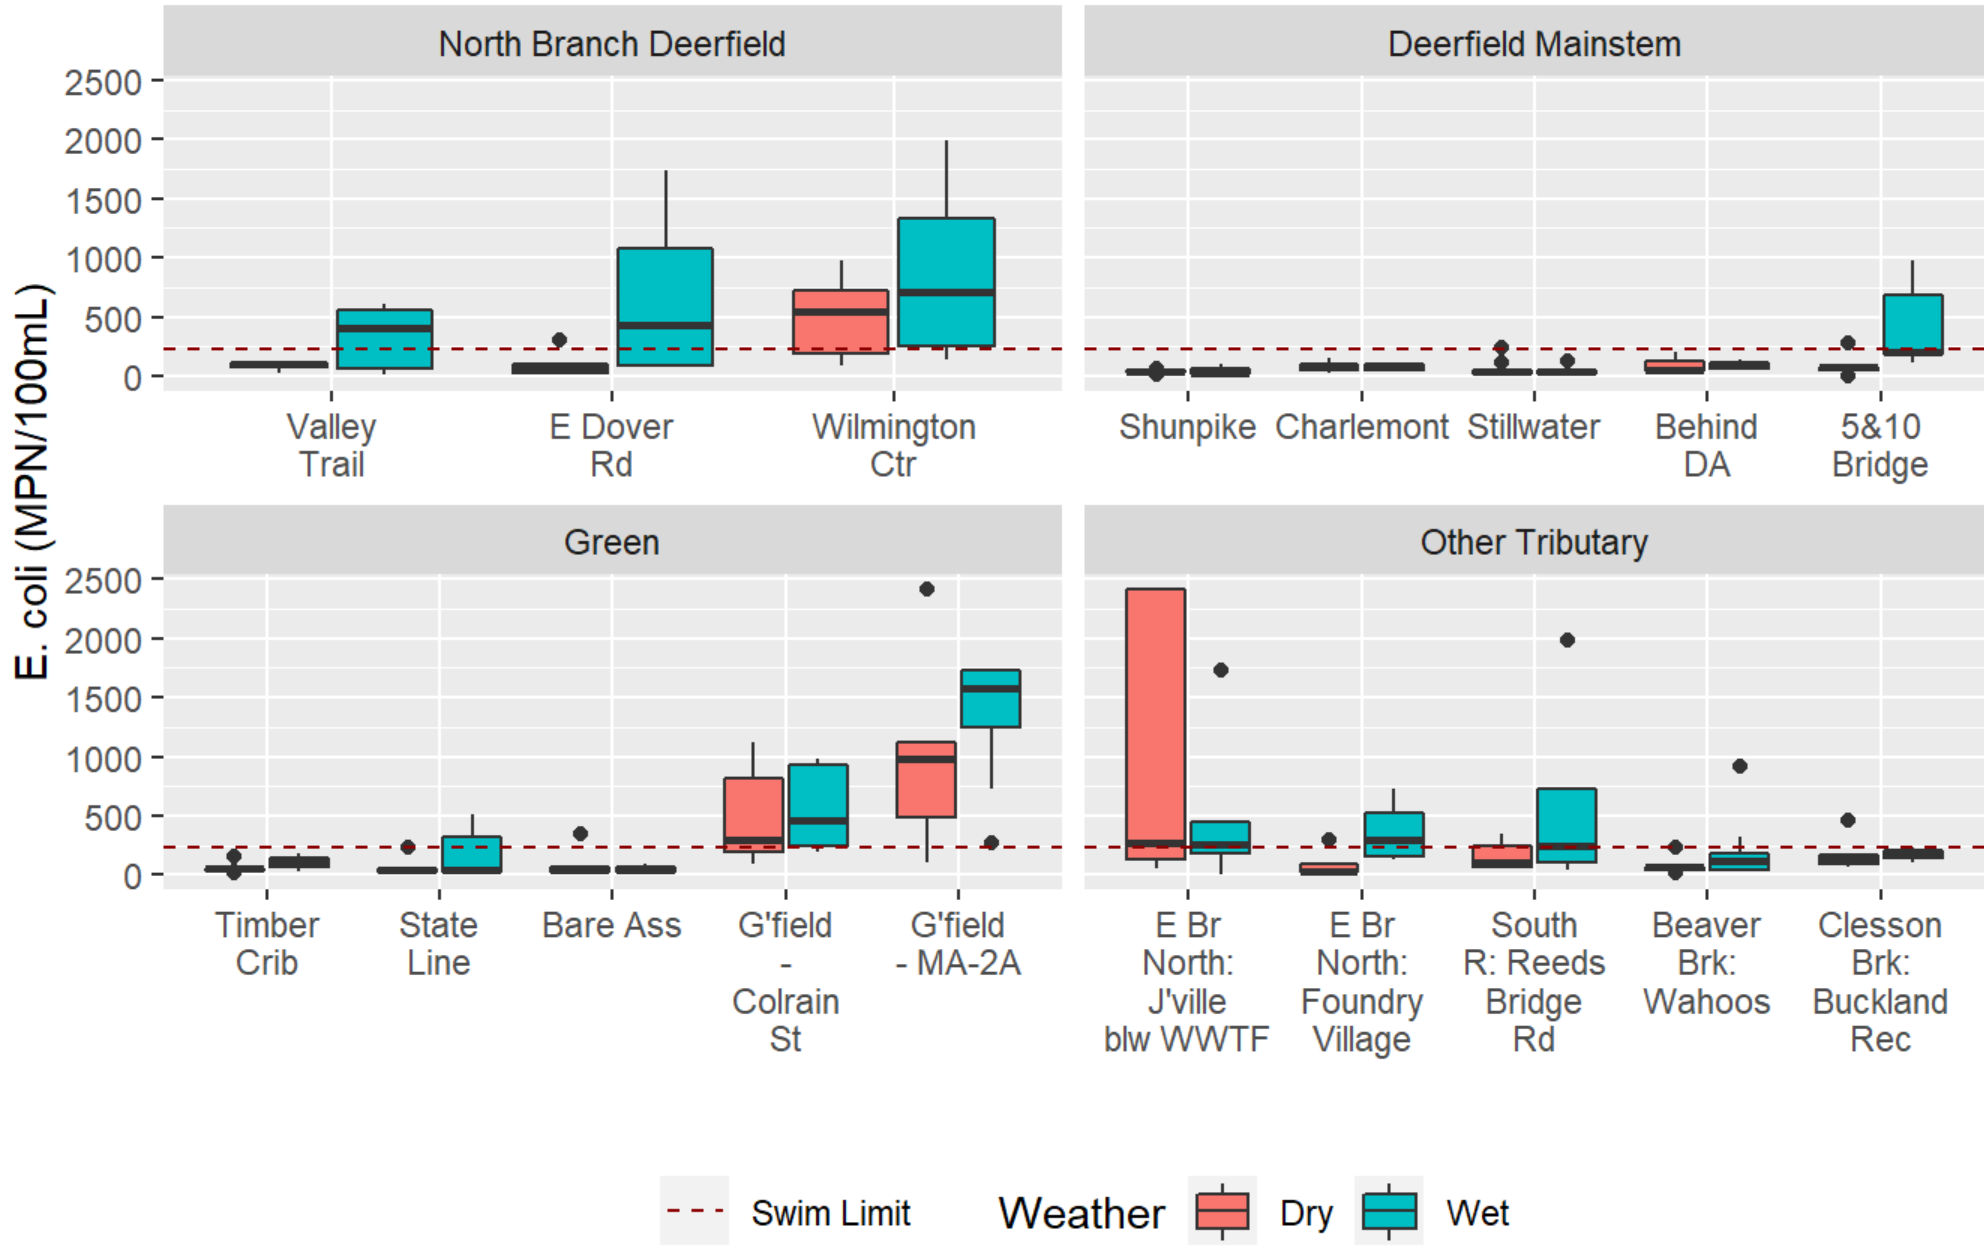 North Branch Deerfield
Deerfield Mainstem
2500
2000
1500
1000
500
0
Valley
Trail
E Dover
Rd
Wilmington
Ctr
Shunpike
Charlemont
Stillwater
Behind
DA
5&10
Bridge
E. coli (MPN/100mL)
Green
Other Tributary
2500
2000
1500
1000
500
0
Timber
Crib
State
Line
Bare Ass
G'field
-
Colrain
St
G'field
- MA-2A
E Br
North:
J'ville
blw WWTF
E Br
North:
Foundry
Village
South
R: Reeds
Bridge
Rd
Beaver
Brk:
Wahoos
Clesson
Brk:
Buckland
Rec
Swim Limit
Weather
Dry
Wet